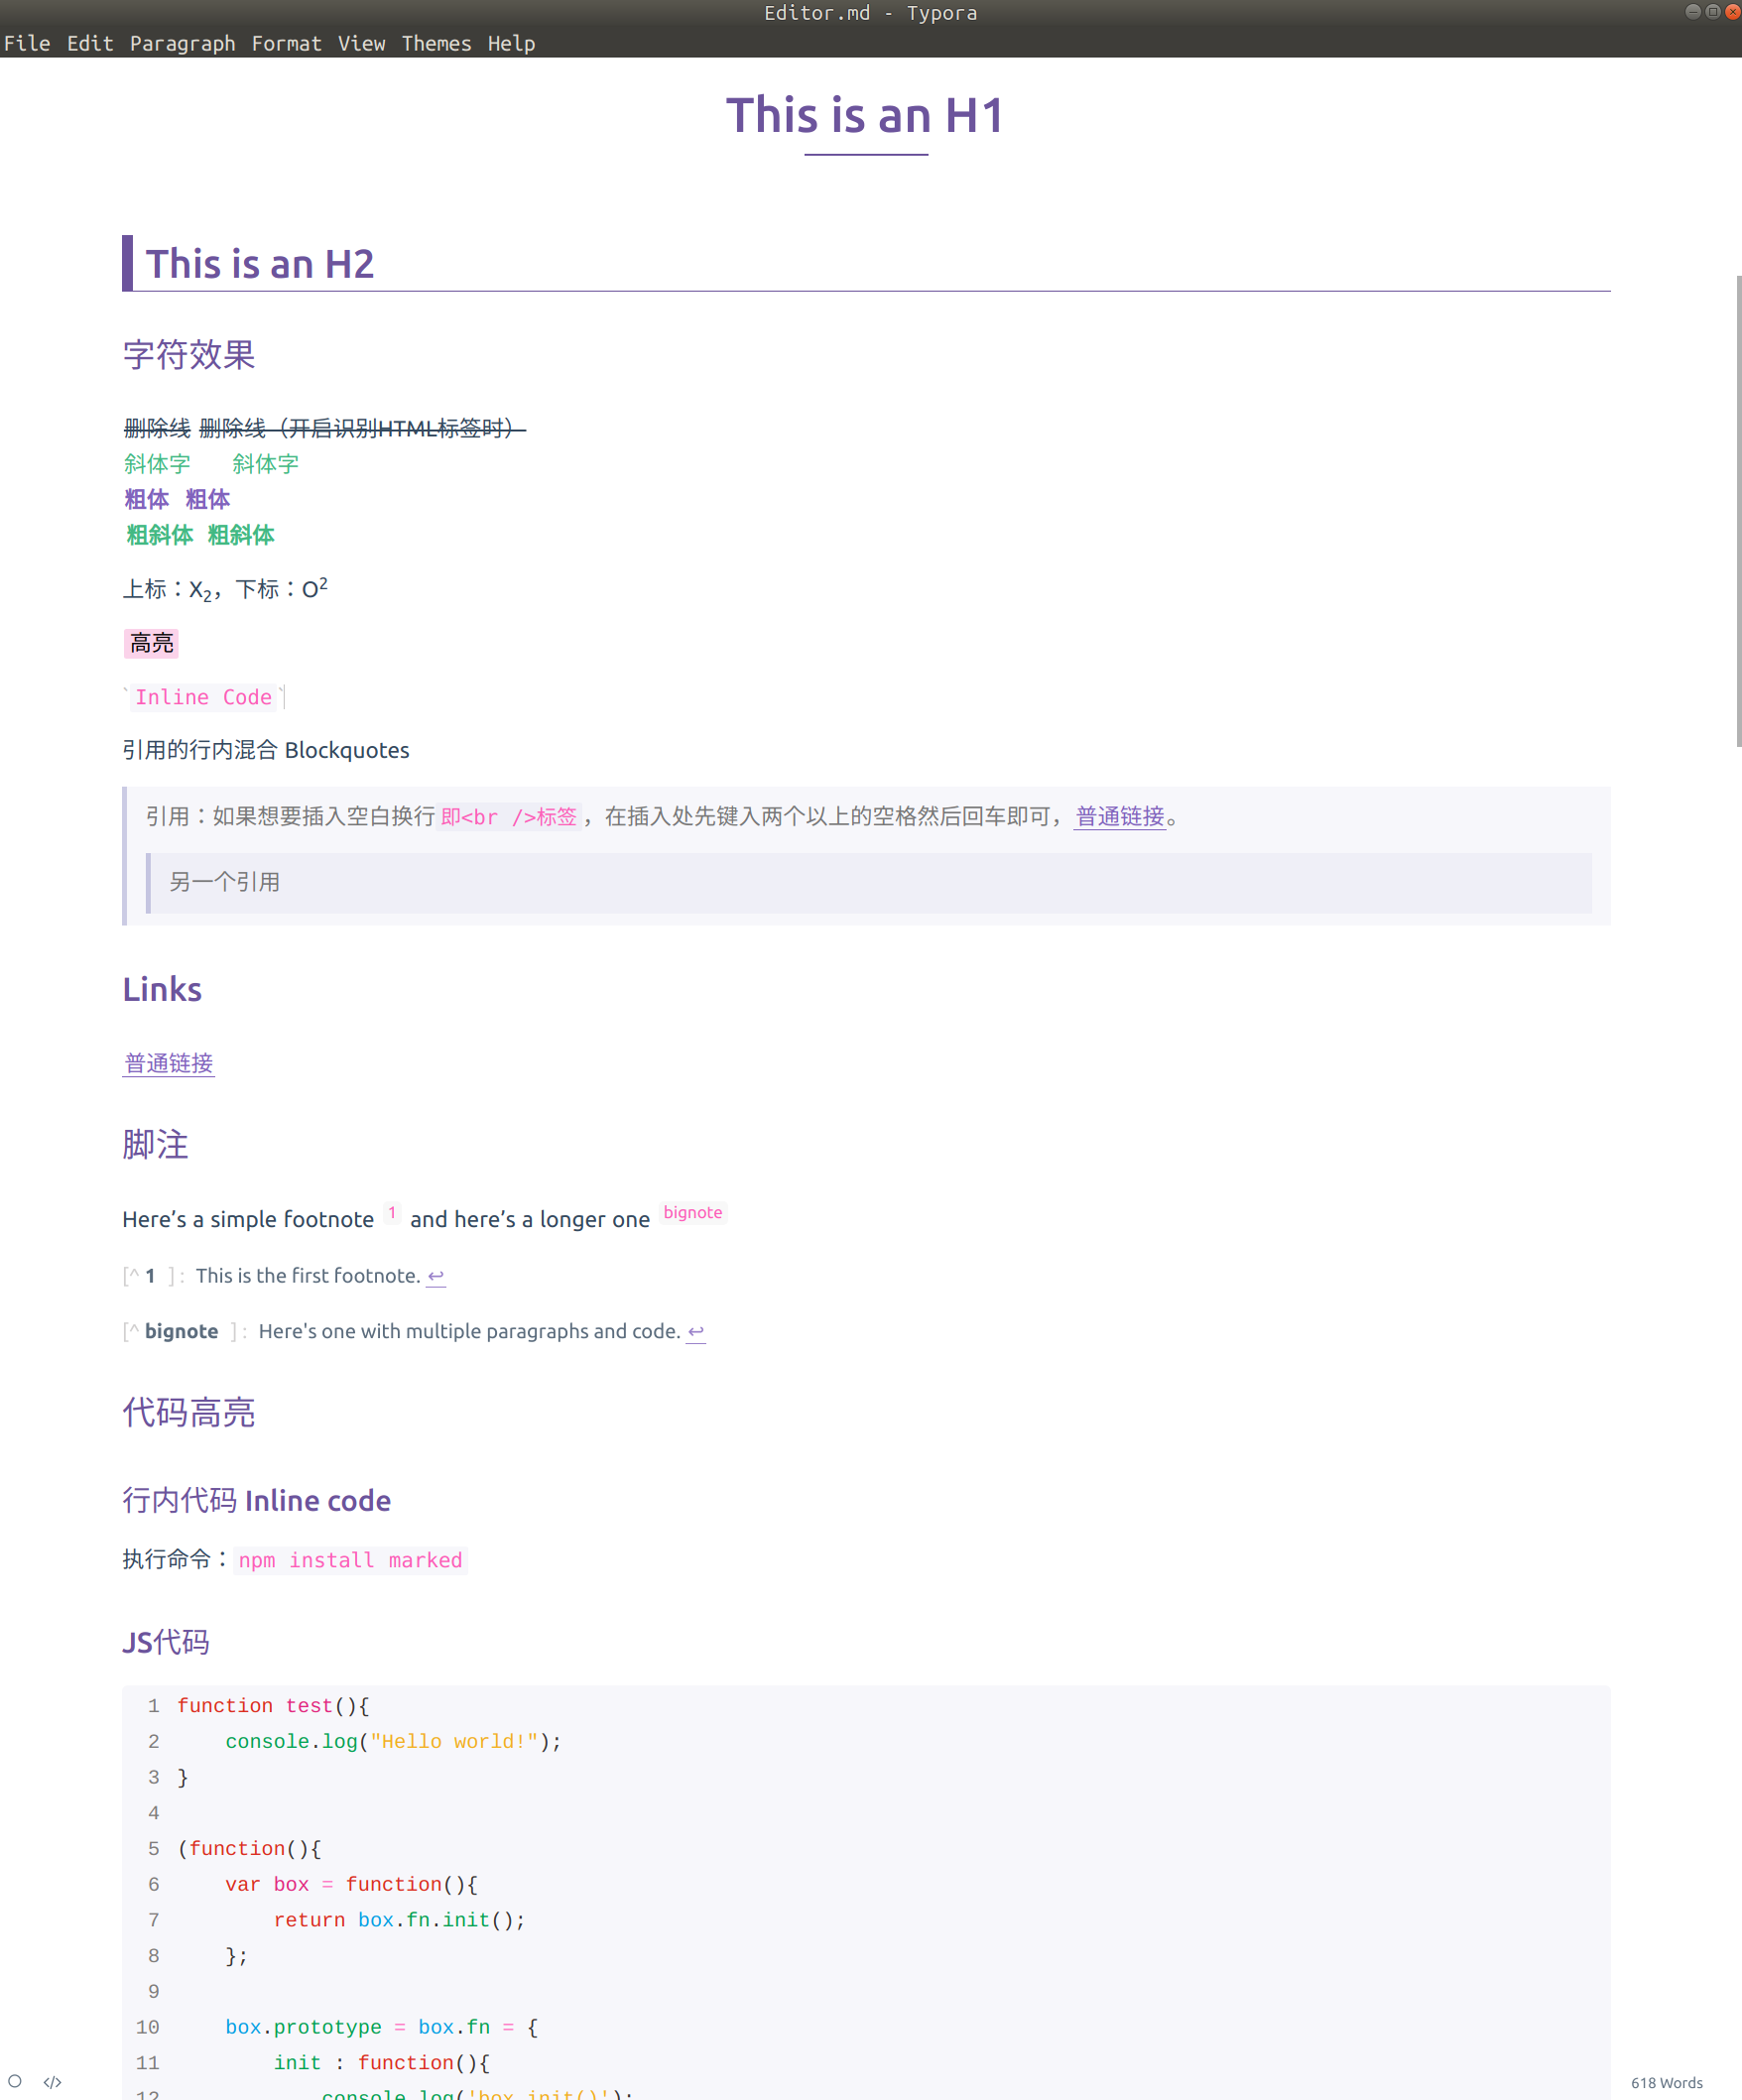 Editor.md - Typora
File Edit Paragraph Format View Themes Help
This is an H1
This is an H2
字符效果
删除线 删除线（开启识别HTML标签时）
斜体字 斜体字
粗体 粗体
粗斜体 粗斜体
上标：X₂，下标：O²
高亮
`Inline Code`
引用的行内混合 Blockquotes
引用：如果想要插入空白换行即<br />标签，在插入处先键入两个以上的空格然后回车即可，普通链接。
另一个引用
Links
普通链接
脚注
Here’s a simple footnote 1 and here’s a longer one bignote
[^ 1 ] : This is the first footnote. ↩
[^ bignote ] : Here's one with multiple paragraphs and code. ↩
代码高亮
行内代码 Inline code
执行命令：npm install marked
JS代码
1 function test(){
2     console.log("Hello world!");
3 }
4
5 (function(){
6     var box = function(){
7         return box.fn.init();
8     };
9
10     box.prototype = box.fn = {
11         init : function(){
12             console.log('box.init()');
618 Words